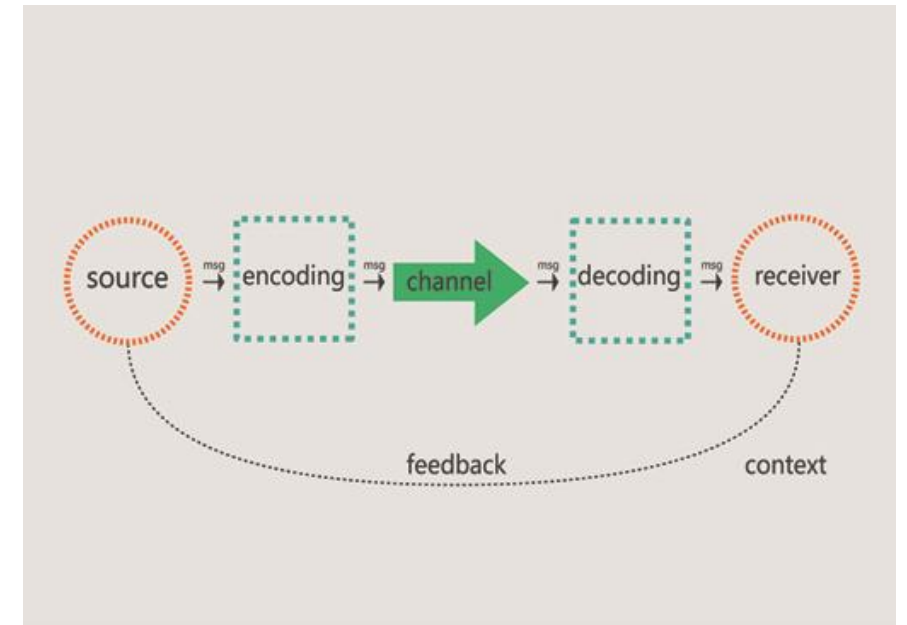 source
msg
encoding
msg
channel
msg
decoding
msg
receiver
feedback
context